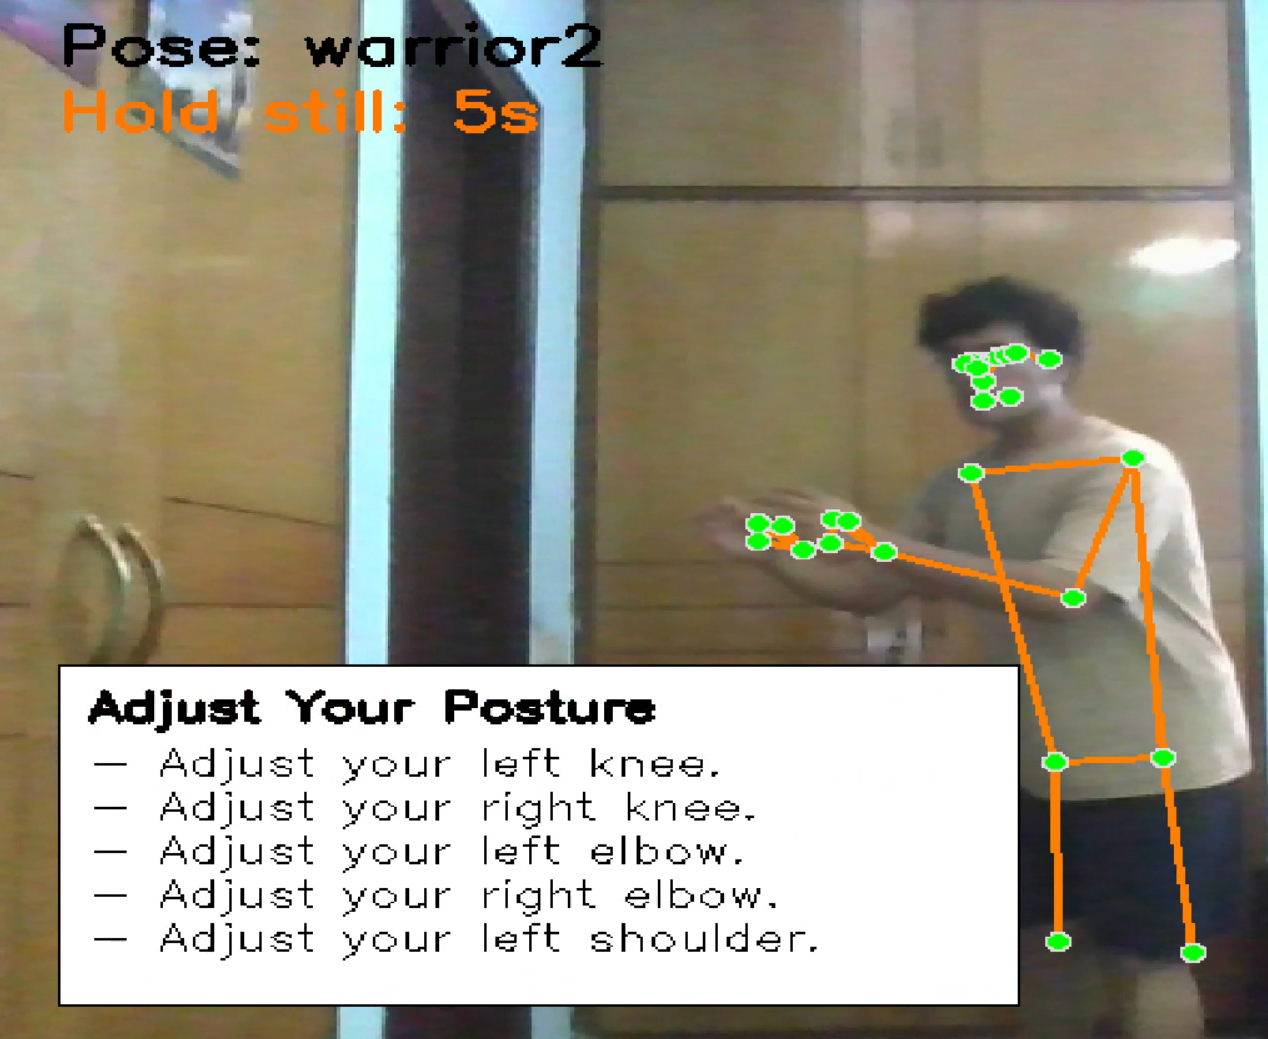 Pose: warrior2
Hold still: 5s
Adjust Your Posture
— Adjust your left knee.
— Adjust your right knee.
— Adjust your left elbow.
— Adjust your right elbow.
— Adjust your left shoulder.